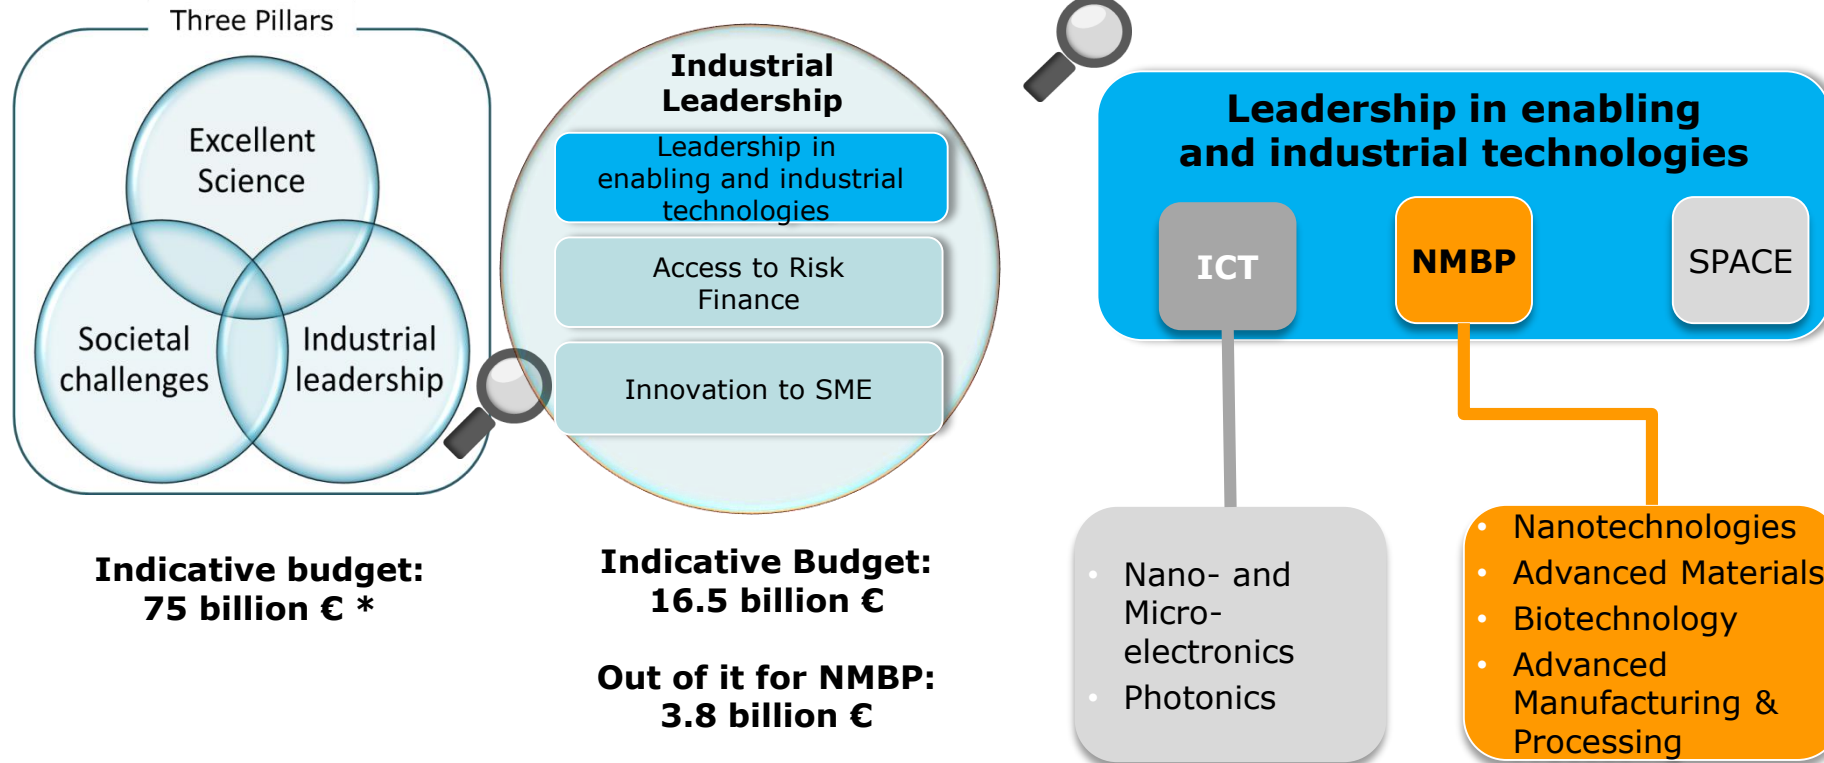 Three Pillars
Excellent
Science
Societal
challenges
Industrial
leadership
Indicative budget:
75 billion € *
Industrial
Leadership
Leadership in
enabling and industrial
technologies
Access to Risk
Finance
Innovation to SME
Indicative Budget:
16.5 billion €
Out of it for NMBP:
3.8 billion €
Leadership in enabling
and industrial technologies
ICT
NMBP
SPACE
• Nano- and
Micro-
electronics
• Photonics
• Nanotechnologies
• Advanced Materials
• Biotechnology
• Advanced
Manufacturing &
Processing